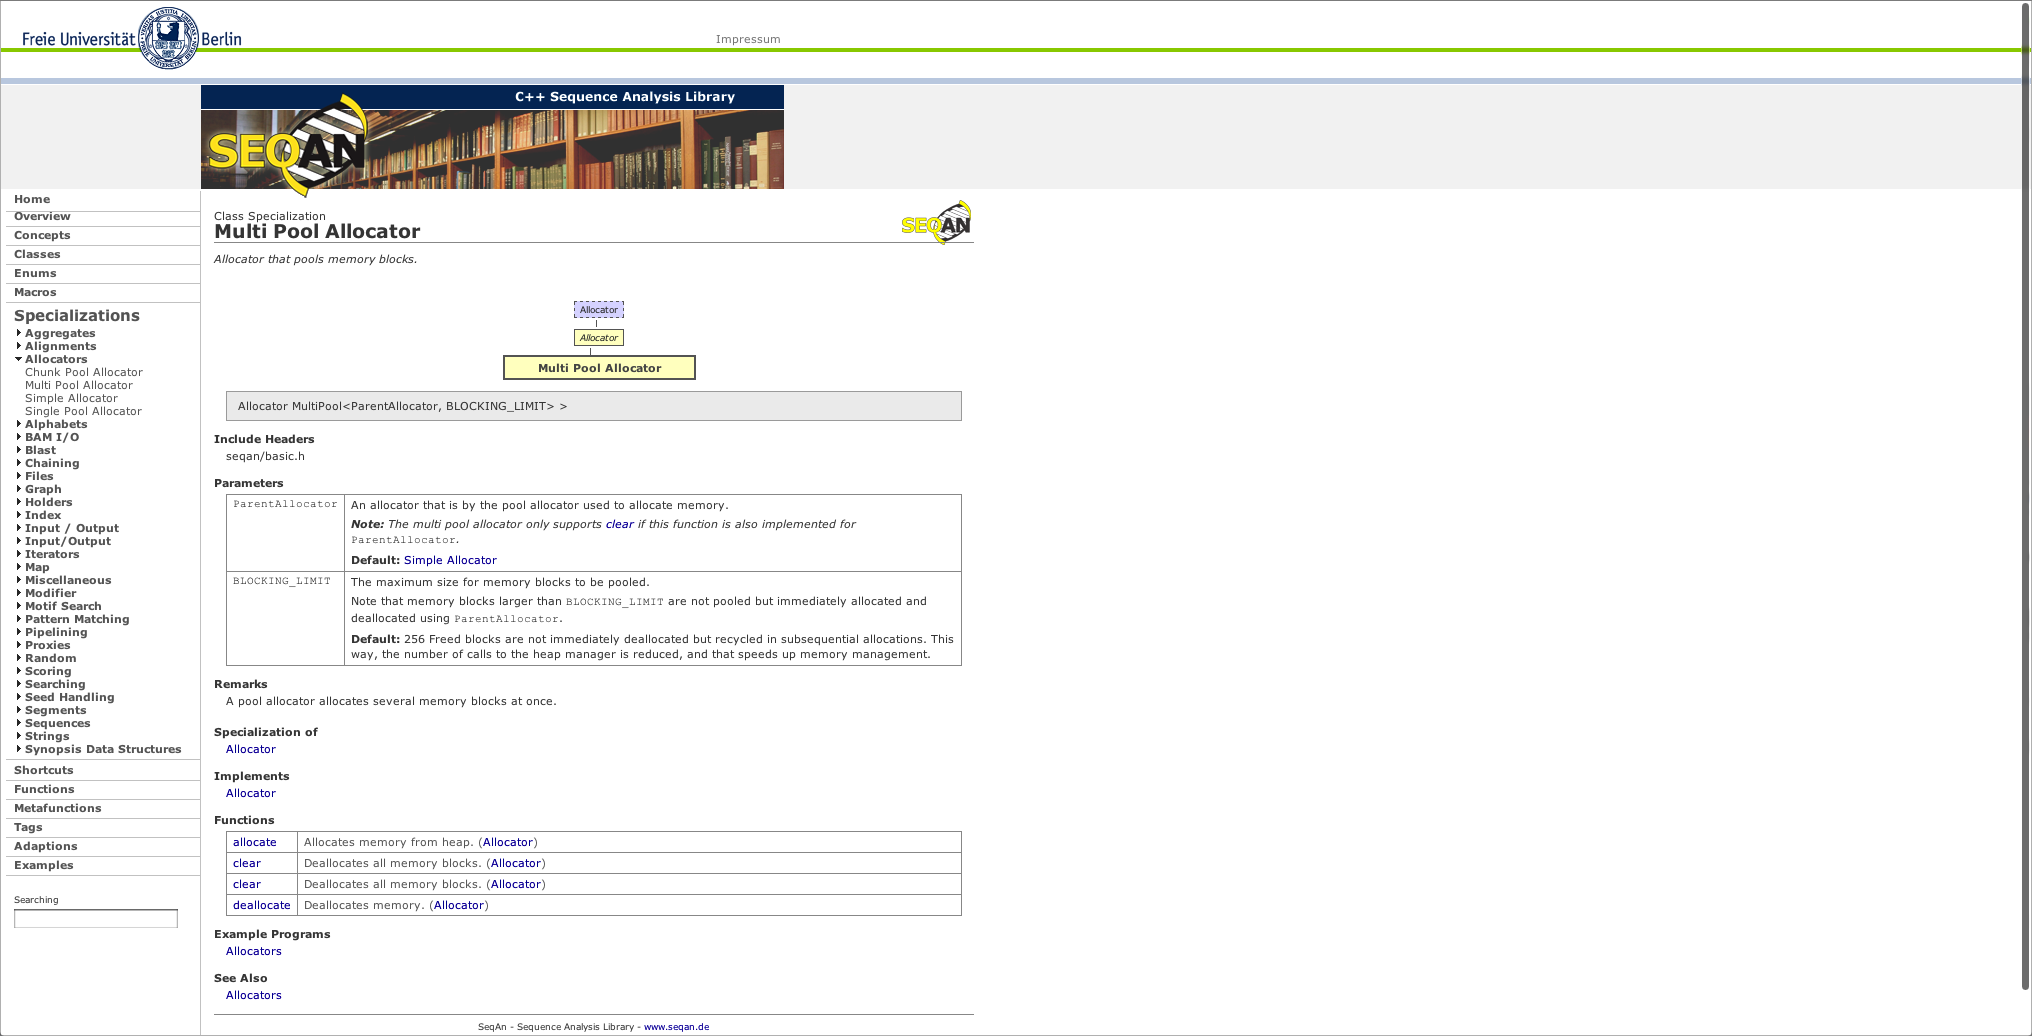 Freie Universität Berlin
Impressum
C++ Sequence Analysis Library
SEQAN
Home
Overview
Concepts
Classes
Enums
Macros
Specializations
Aggregates
Alignments
Allocators
Chunk Pool Allocator
Multi Pool Allocator
Simple Allocator
Single Pool Allocator
Alphabets
BAM I/O
Blast
Chaining
Files
Graph
Holders
Index
Input / Output
Input/Output
Iterators
Map
Miscellaneous
Modifier
Motif Search
Pattern Matching
Pipelining
Proxies
Random
Scoring
Searching
Seed Handling
Segments
Sequences
Strings
Synopsis Data Structures
Shortcuts
Functions
Metafunctions
Tags
Adaptions
Examples
Searching
Class Specialization
Multi Pool Allocator
SEQAN
Allocator that pools memory blocks.
Allocator
Allocator
Multi Pool Allocator
Allocator MultiPool<ParentAllocator, BLOCKING_LIMIT> >
Include Headers
seqan/basic.h
Parameters
ParentAllocator
An allocator that is by the pool allocator used to allocate memory.
Note: The multi pool allocator only supports clear if this function is also implemented for
ParentAllocator.
Default: Simple Allocator
BLOCKING_LIMIT
The maximum size for memory blocks to be pooled.
Note that memory blocks larger than BLOCKING_LIMIT are not pooled but immediately allocated and
deallocated using ParentAllocator.
Default: 256 Freed blocks are not immediately deallocated but recycled in subsequential allocations. This
way, the number of calls to the heap manager is reduced, and that speeds up memory management.
Remarks
A pool allocator allocates several memory blocks at once.
Specialization of
Allocator
Implements
Allocator
Functions
allocate Allocates memory from heap. (Allocator)
clear Deallocates all memory blocks. (Allocator)
clear Deallocates all memory blocks. (Allocator)
deallocate Deallocates memory. (Allocator)
Example Programs
Allocators
See Also
Allocators
SeqAn - Sequence Analysis Library - www.seqan.de